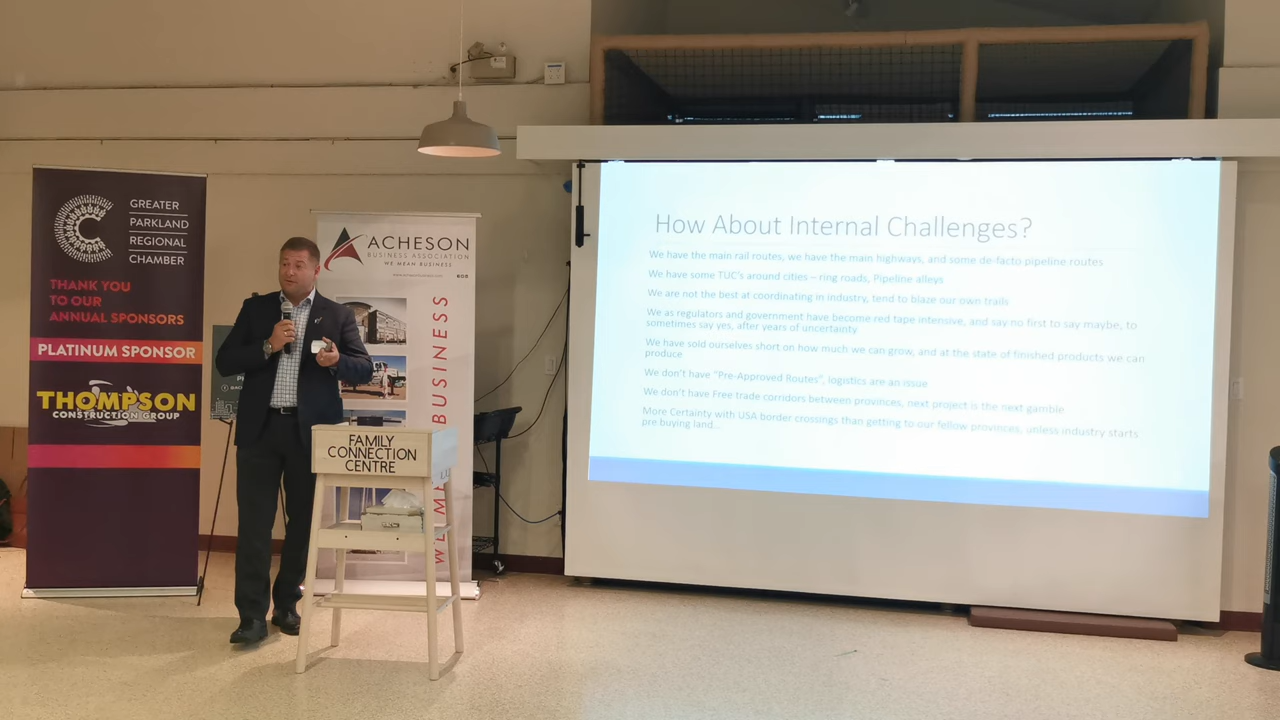 GREATER
PARKLAND
REGIONAL
CHAMBER
THANK YOU
TO OUR
ANNUAL SPONSORS
PLATINUM SPONSOR
THOMPSON
CONSTRUCTION GROUP
ACHESON
BUSINESS ASSOCIATION
WE MEAN BUSINESS
WE MEAN BUSINESS
FAMILY
CONNECTION
CENTRE
How About Internal Challenges?
We have the main rail routes, we have the main highways, and some de-facto pipeline routes
We have some TUC's around cities – ring roads, Pipeline alleys
We are not the best at coordinating in industry, tend to blaze our own trails
We as regulators and government have become red tape intensive, and say no first to say maybe, to
sometimes say yes, after years of uncertainty
We have sold ourselves short on how much we can grow, and at the state of finished products we can
produce
We don't have "Pre-Approved Routes", logistics are an issue
We don't have Free trade corridors between provinces, next project is the next gamble
More Certainty with USA border crossings than getting to our fellow provinces, unless industry starts
pre buying land...